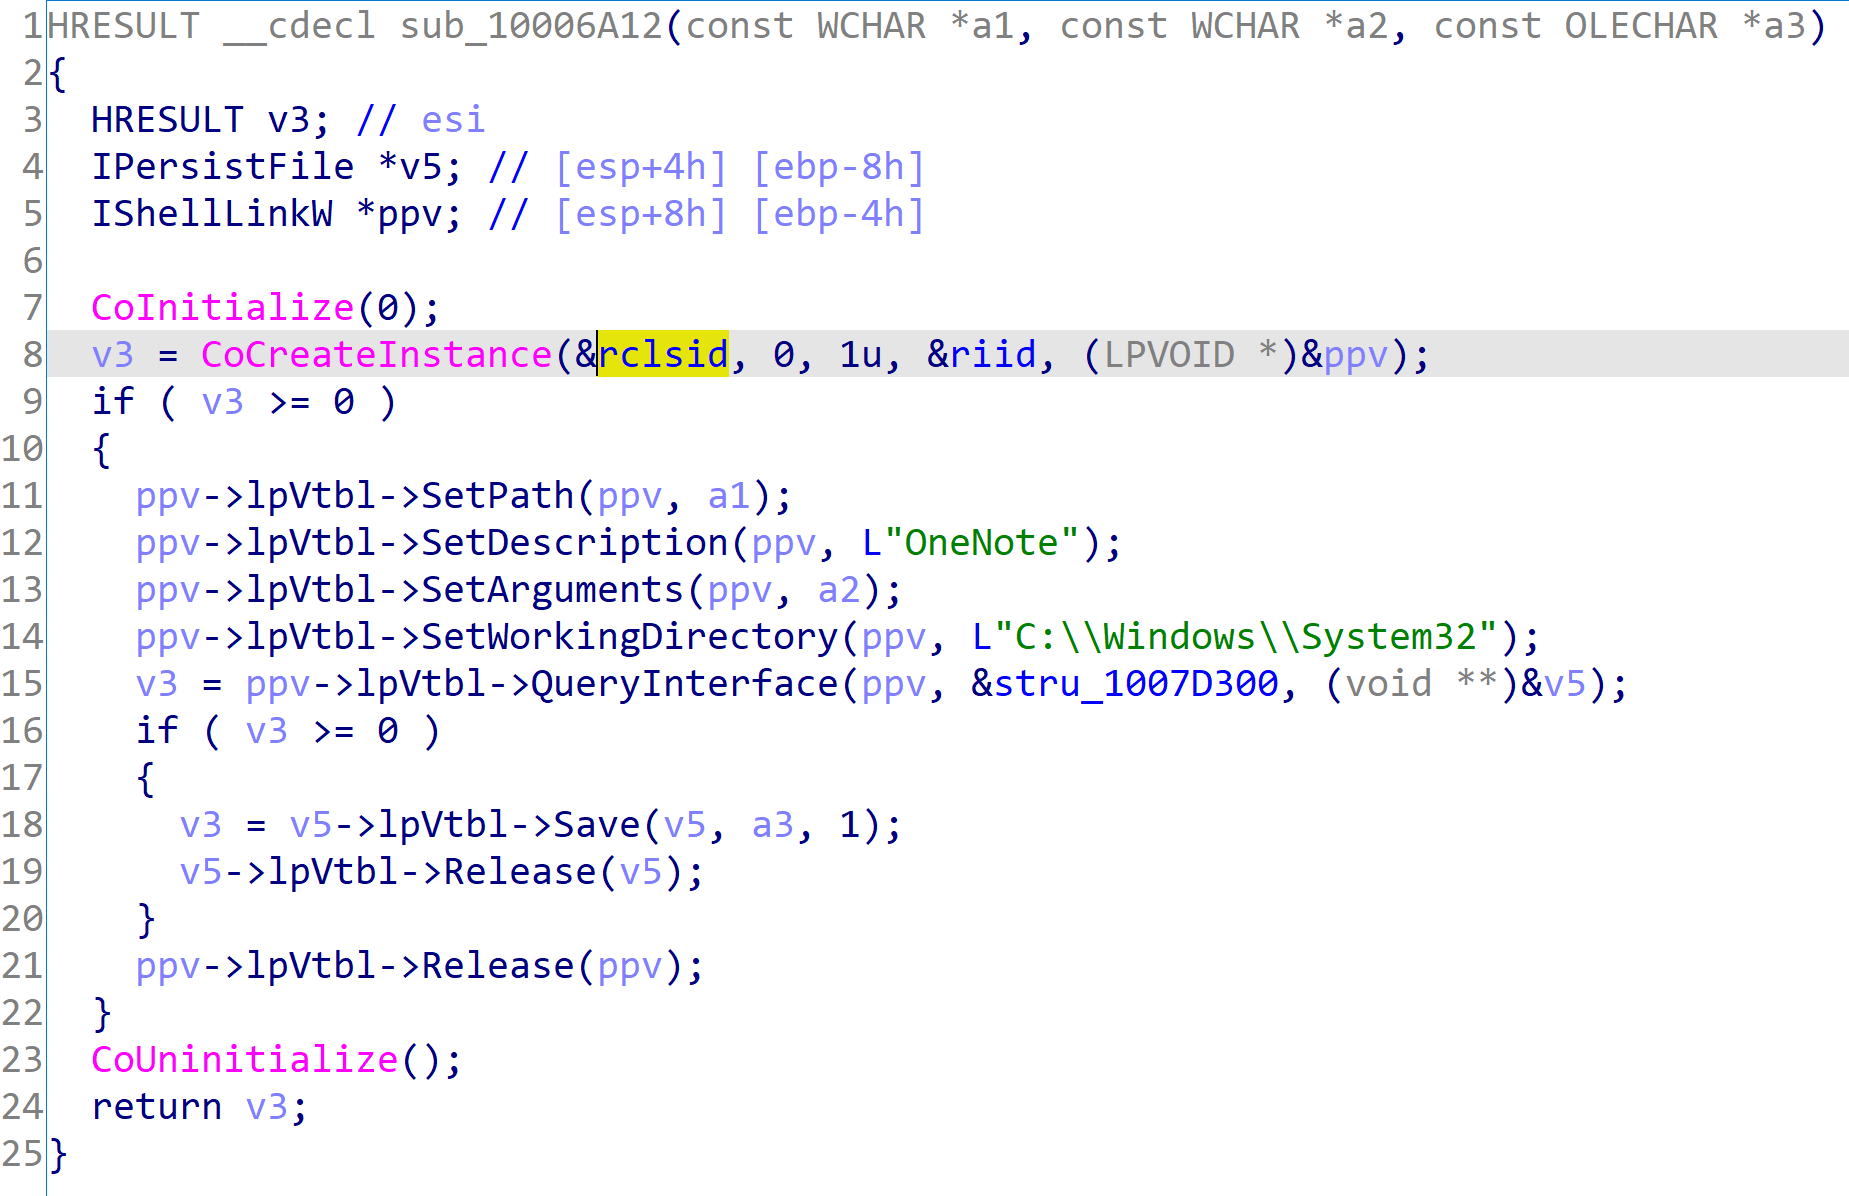 1 HRESULT __cdecl sub_10006A12(const WCHAR *a1, const WCHAR *a2, const OLECHAR *a3)
2 {
3   HRESULT v3; // esi
4   IPersistFile *v5; // [esp+4h] [ebp-8h]
5   IShellLinkW *ppv; // [esp+8h] [ebp-4h]
6
7   CoInitialize(0);
8   v3 = CoCreateInstance(&rclsid, 0, 1u, &riid, (LPVOID *)&ppv);
9   if ( v3 >= 0 )
10   {
11     ppv->lpVtbl->SetPath(ppv, a1);
12     ppv->lpVtbl->SetDescription(ppv, L"OneNote");
13     ppv->lpVtbl->SetArguments(ppv, a2);
14     ppv->lpVtbl->SetWorkingDirectory(ppv, L"C:\\Windows\\System32");
15     v3 = ppv->lpVtbl->QueryInterface(ppv, &stru_1007D300, (void **)&v5);
16     if ( v3 >= 0 )
17     {
18       v3 = v5->lpVtbl->Save(v5, a3, 1);
19       v5->lpVtbl->Release(v5);
20     }
21     ppv->lpVtbl->Release(ppv);
22   }
23   CoUninitialize();
24   return v3;
25 }